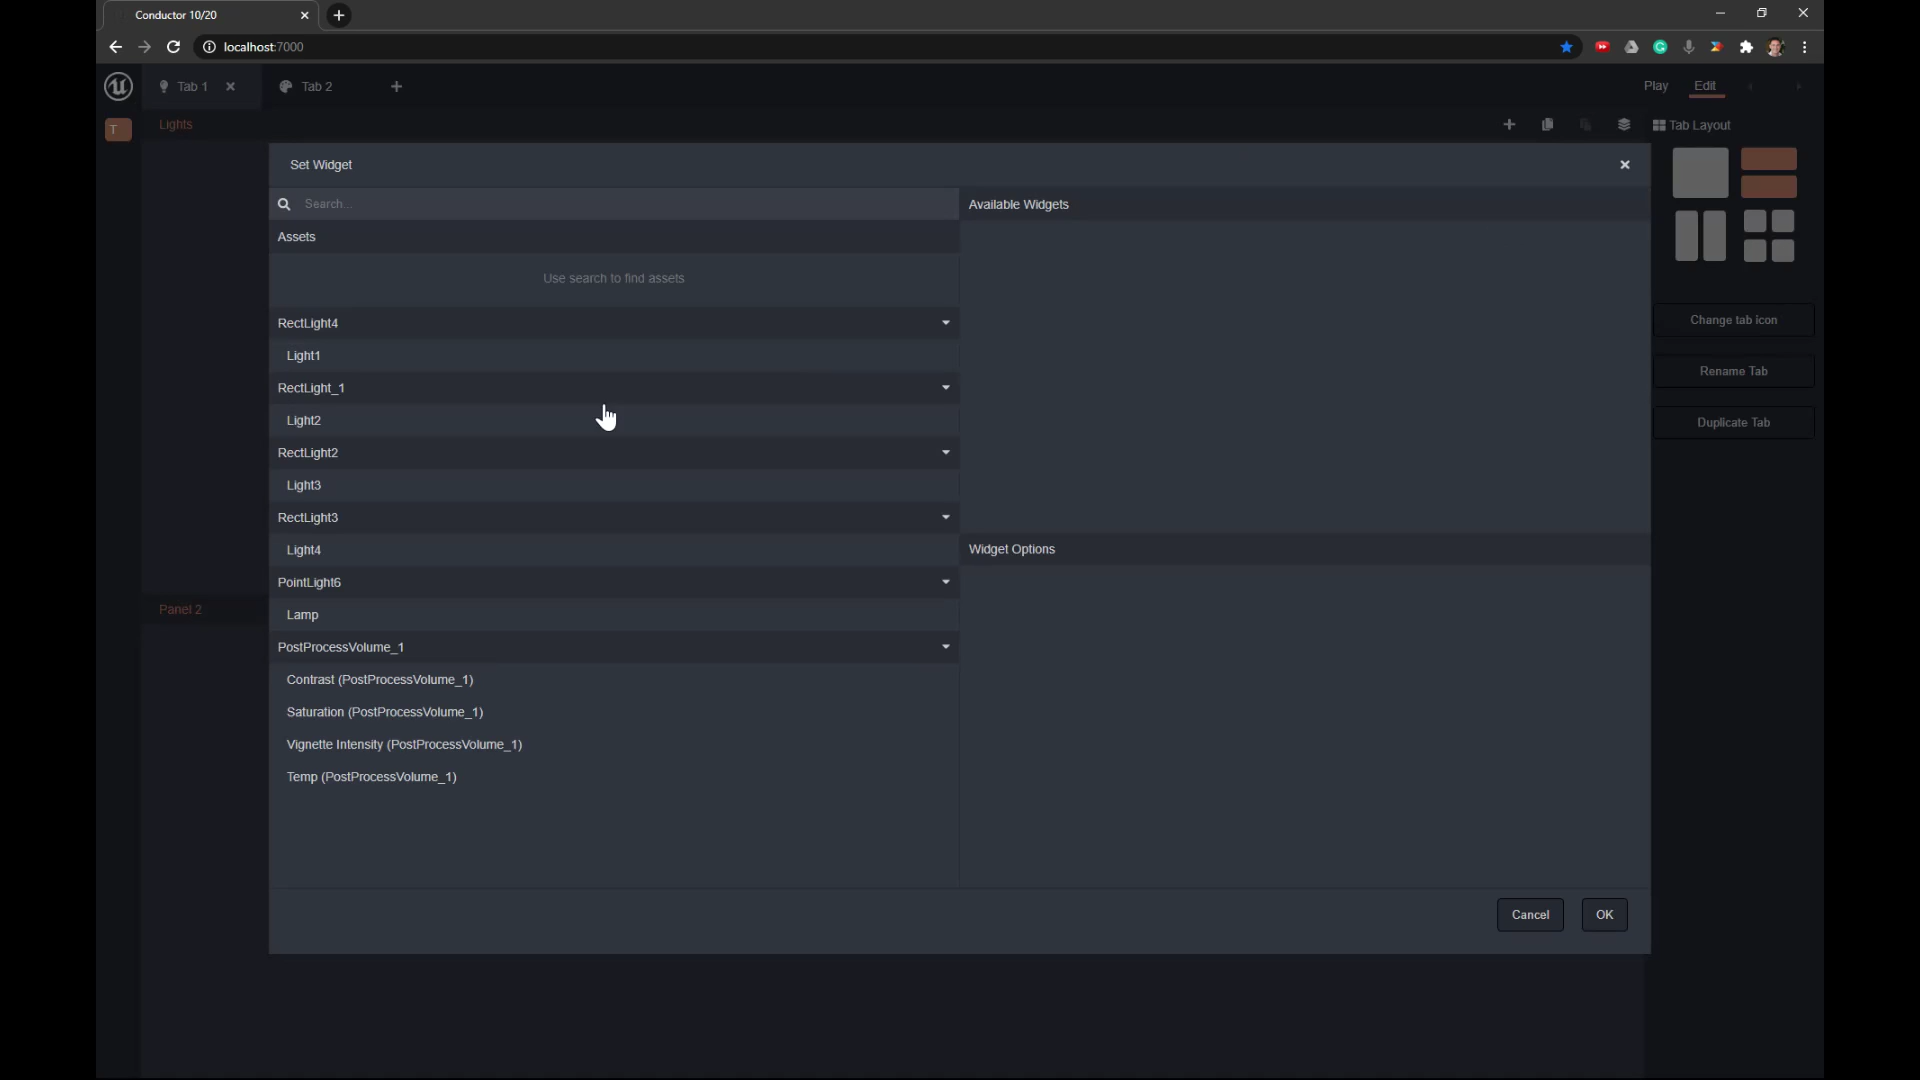 Conductor 10/20
localhost:7000
Tab 1
Tab 2
Play
Edit
T
Lights
Tab Layout
Set Widget
Search...
Available Widgets
Assets
Use search to find assets
RectLight4
Light1
RectLight_1
Light2
RectLight2
Light3
RectLight3
Light4
PointLight6
Lamp
PostProcessVolume_1
Contrast (PostProcessVolume_1)
Saturation (PostProcessVolume_1)
Vignette Intensity (PostProcessVolume_1)
Temp (PostProcessVolume_1)
Widget Options
Change tab icon
Rename Tab
Duplicate Tab
Panel 2
Cancel
OK